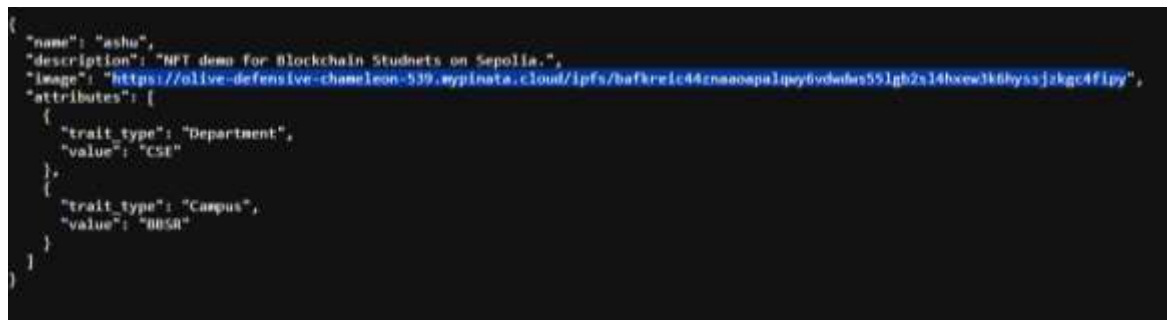 {
"name": "ashu",
"description": "NFT demo for Blockchain Studnets on Sepolia.",
"image": "https://olive-defensive-chameleon-539.mypinata.cloud/ipfs/
"attributes": [
{
"trait_type": "Department",
"value": "CSE"
},
{
"trait_type": "Campus",
"value": "BBSR"
}
]
}